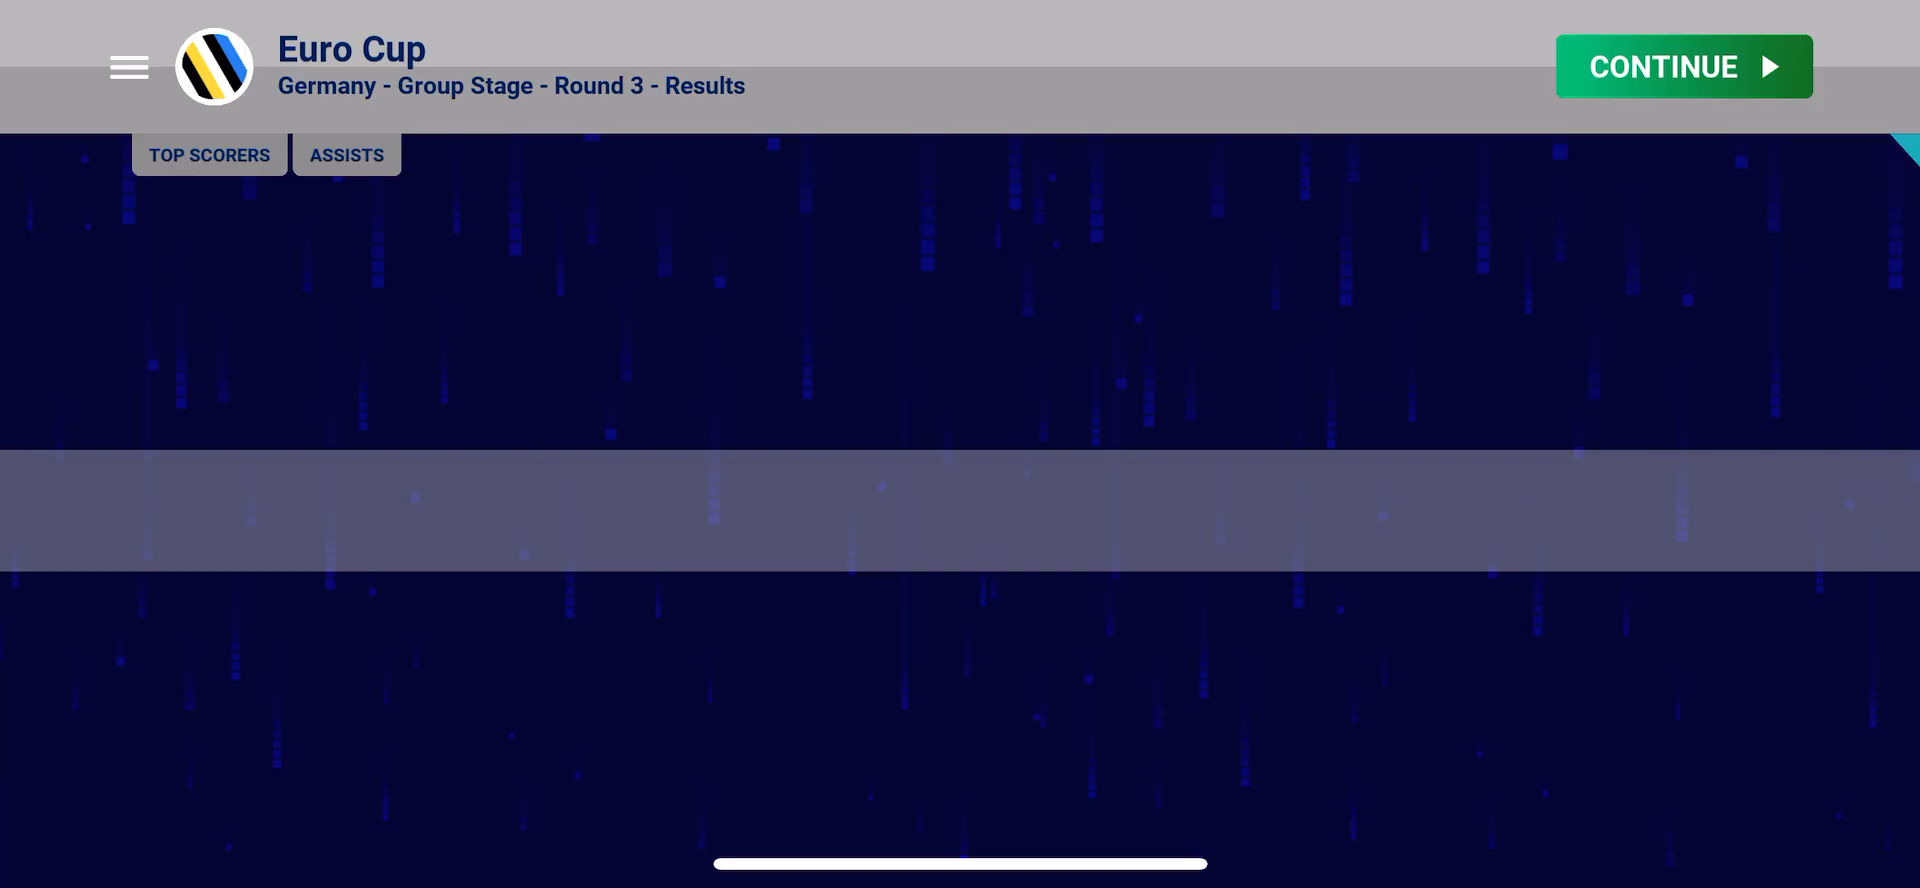 Euro Cup
Germany - Group Stage - Round 3 - Results
CONTINUE
TOP SCORERS
ASSISTS